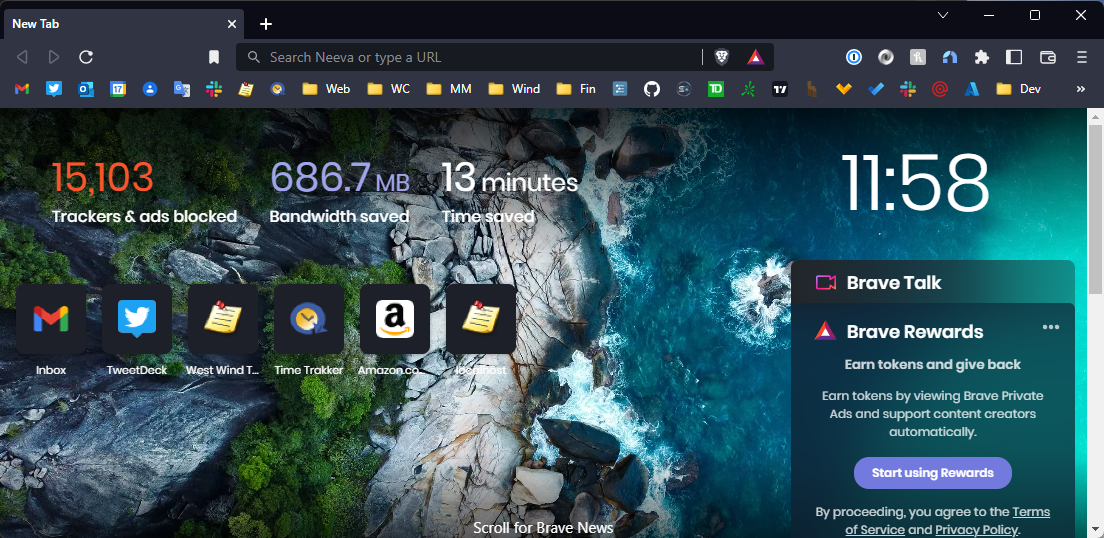 New Tab
Search Neeva or type a URL
17
Web
WC
MM
Wind
Fin
TD
Dev
15,103
Trackers & ads blocked
686.7 MB
Bandwidth saved
13 minutes
Time saved
11:58
Inbox
TweetDeck
West Wind T...
Time Trakker
Amazon.co...
localhost
Brave Talk
Brave Rewards
Earn tokens and give back
Earn tokens by viewing Brave Private
Ads and support content creators
automatically.
Start using Rewards
By proceeding, you agree to the Terms
of Service and Privacy Policy.
Scroll for Brave News